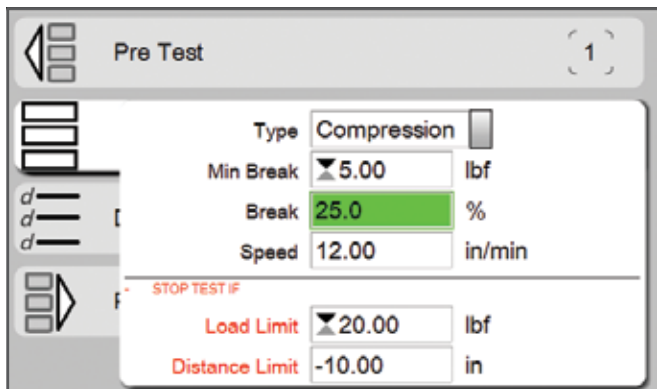 Pre Test
1
Type Compression
Min Break 5.00 lbf
d
d
d
D
Break 25.0 %
Speed 12.00 in/min
- STOP TEST IF
Load Limit 20.00 lbf
Distance Limit -10.00 in